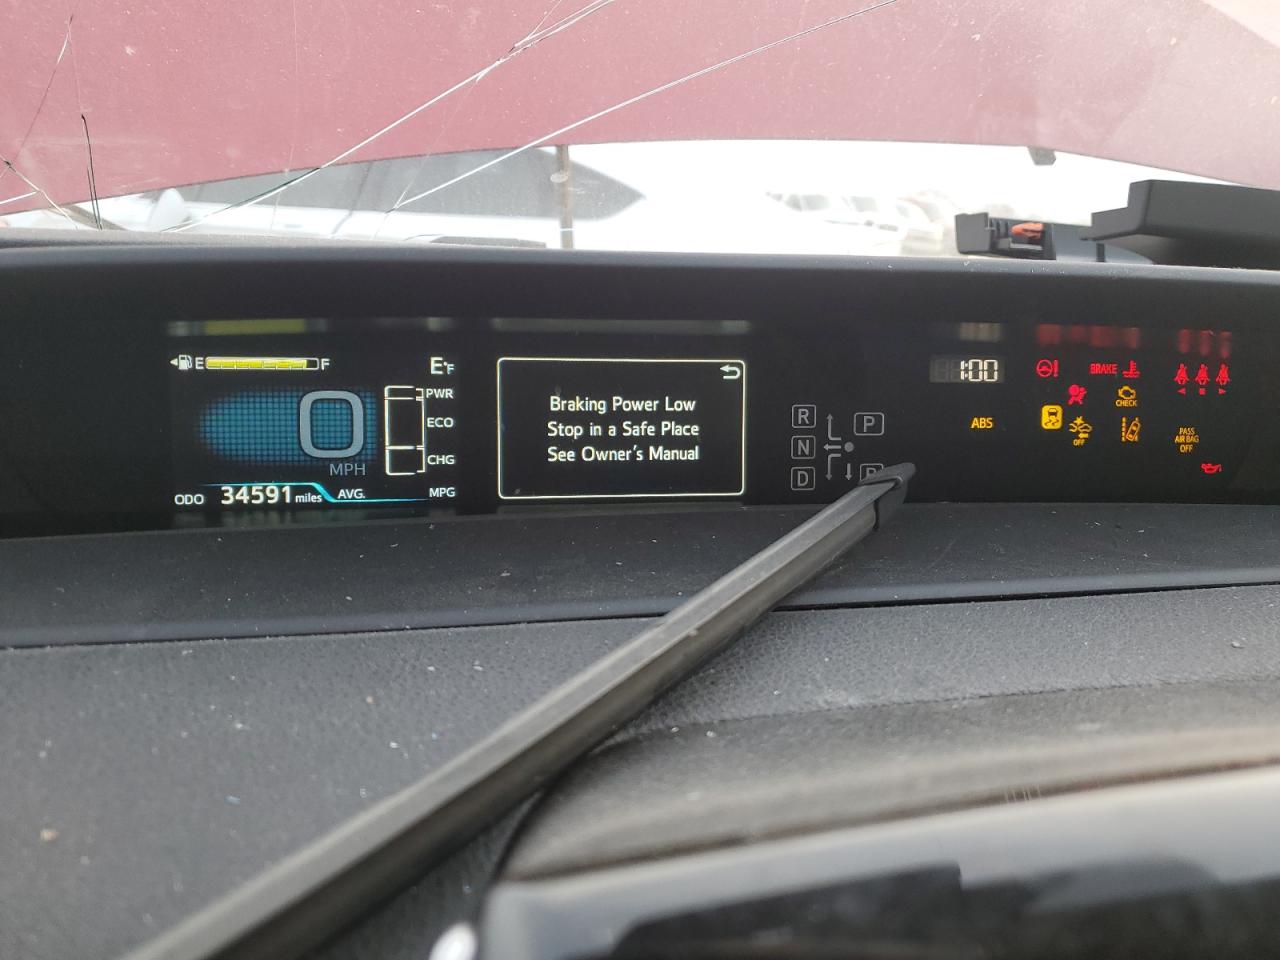 E F
E°F
0
MPH
PWR
ECO
CHG
ODO 34591 miles AVG. MPG
Braking Power Low
Stop in a Safe Place
See Owner's Manual
R P
N
D B
1:00
ABS
BRAKE
CHECK
OFF
PASS
AIR BAG
OFF